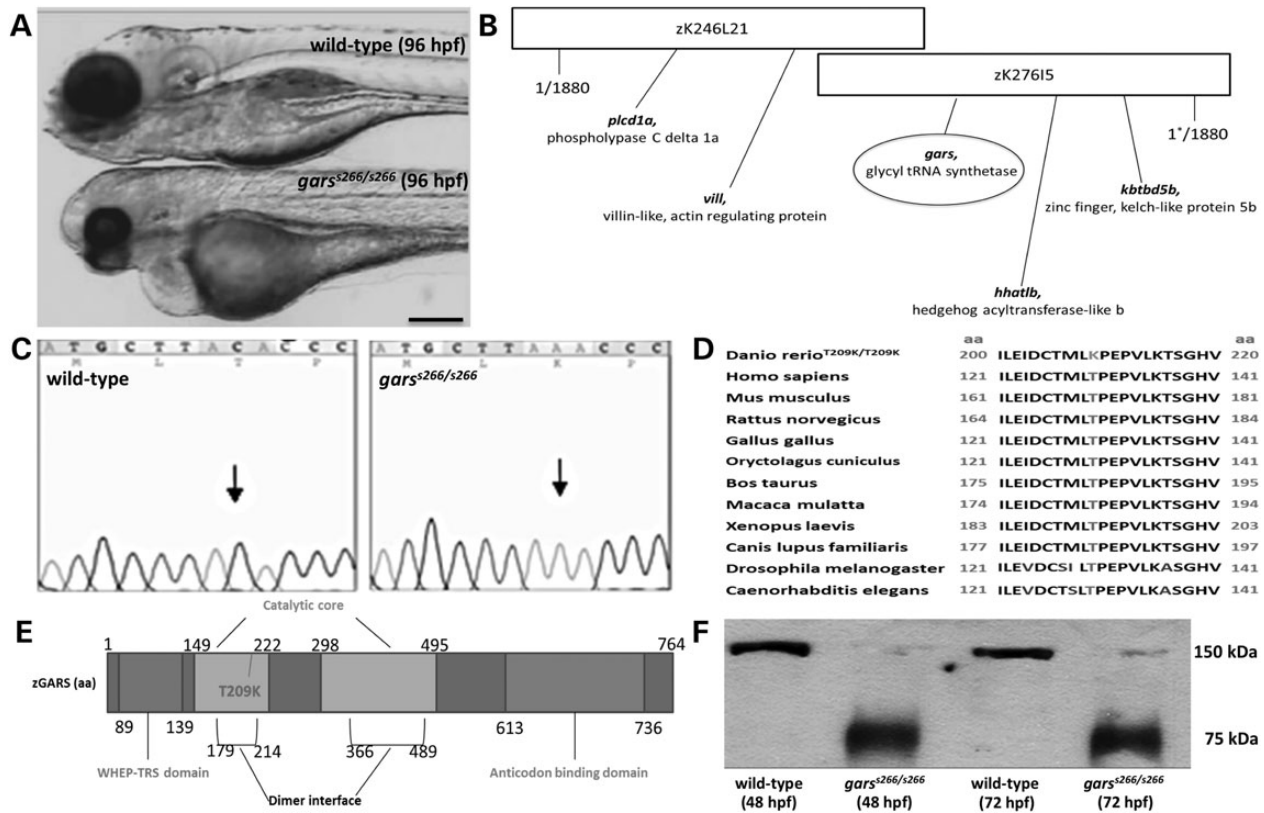 A
wild-type (96 hpf)
gars^s266/s266 (96 hpf)
B
zK246L21
zK276I5
1/1880
plcd1a,
phospholypase C delta 1a
vill,
villin-like, actin regulating protein
gars,
glycyl tRNA synthetase
hhatlb,
hedgehog acyltransferase-like b
kbtbd5b,
zinc finger, kelch-like protein 5b
1*/1880
C
A T G C T T A C A C C C
M L T P
wild-type
A T G C T T A A A C C C
M L K P
gars^s266/s266
D
aa aa
Danio rerio^T209K/T209K 200 ILEIDCTMLKPEPVLKTSGHV 220
Homo sapiens 121 ILEIDCTMLTPEPVLKTSGHV 141
Mus musculus 161 ILEIDCTMLTPEPVLKTSGHV 181
Rattus norvegicus 164 ILEIDCTMLTPEPVLKTSGHV 184
Gallus gallus 121 ILEIDCTMLTPEPVLKTSGHV 141
Oryctolagus cuniculus 121 ILEIDCTMLTPEPVLKTSGHV 141
Bos taurus 175 ILEIDCTMLTPEPVLKTSGHV 195
Macaca mulatta 174 ILEIDCTMLTPEPVLKTSGHV 194
Xenopus laevis 183 ILEIDCTMLTPEPVLKTSGHV 203
Canis lupus familiaris 177 ILEIDCTMLTPEPVLKTSGHV 197
Drosophila melanogaster 121 ILEVDCSI LTPEPVLKASGHV 141
Caenorhabditis elegans 121 ILEVDCTSLTPEPVLKASGHV 141
E
Catalytic core
1 149 222 298 495 764
zGARS (aa)
T209K
89 139 179 214 366 489 613 736
WHEP-TRS domain
Dimer interface
Anticodon binding domain
F
150 kDa
75 kDa
wild-type gars^s266/s266 wild-type gars^s266/s266
(48 hpf) (48 hpf) (72 hpf) (72 hpf)